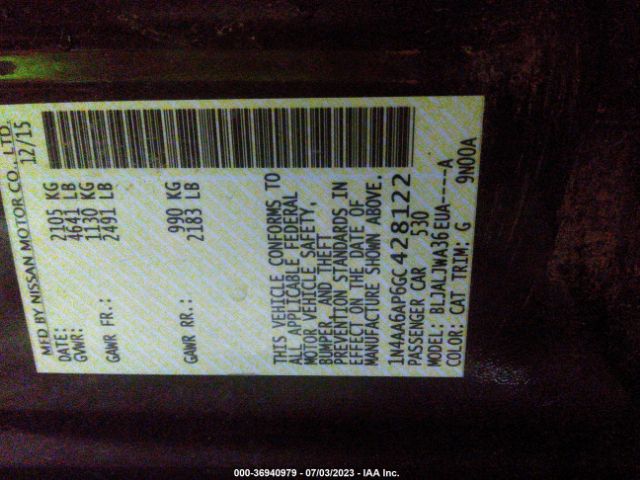 MFD BY NISSAN MOTOR CO., LTD.
DATE: 12/15
GVWR: 2105 KG
4641 LB
GAWR FR.: 1130 KG
2491 LB
GAWR RR.: 990 KG
2183 LB
THIS VEHICLE CONFORMS TO
ALL APPLICABLE FEDERAL
MOTOR VEHICLE SAFETY,
BUMPER, AND THEFT
PREVENTION STANDARDS IN
EFFECT ON THE DATE OF
MANUFACTURE SHOWN ABOVE.
1N4AA6AP6GC428122
PASSENGER CAR 530
MODEL: BLJALJWA36EUA----A
COLOR: CAT TRIM: G 9N00A
000-36940979 - 07/03/2023 - IAA Inc.